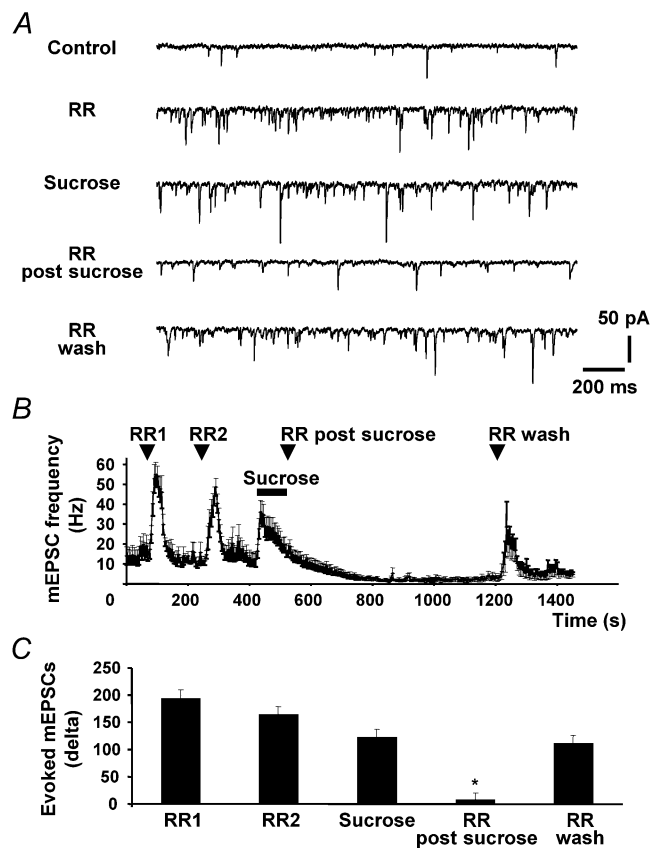 A
Control
RR
Sucrose
RR
post sucrose
RR
wash
50 pA
200 ms
B
RR1 RR2 RR post sucrose RR wash
Sucrose
mEPSC frequency
(Hz)
60
50
40
30
20
10
0 200 400 600 800 1000 1200 1400
Time (s)
C
Evoked mEPSCs
(delta)
250
200
150
100
50
0
*
RR1 RR2 Sucrose RR
post sucrose RR
wash